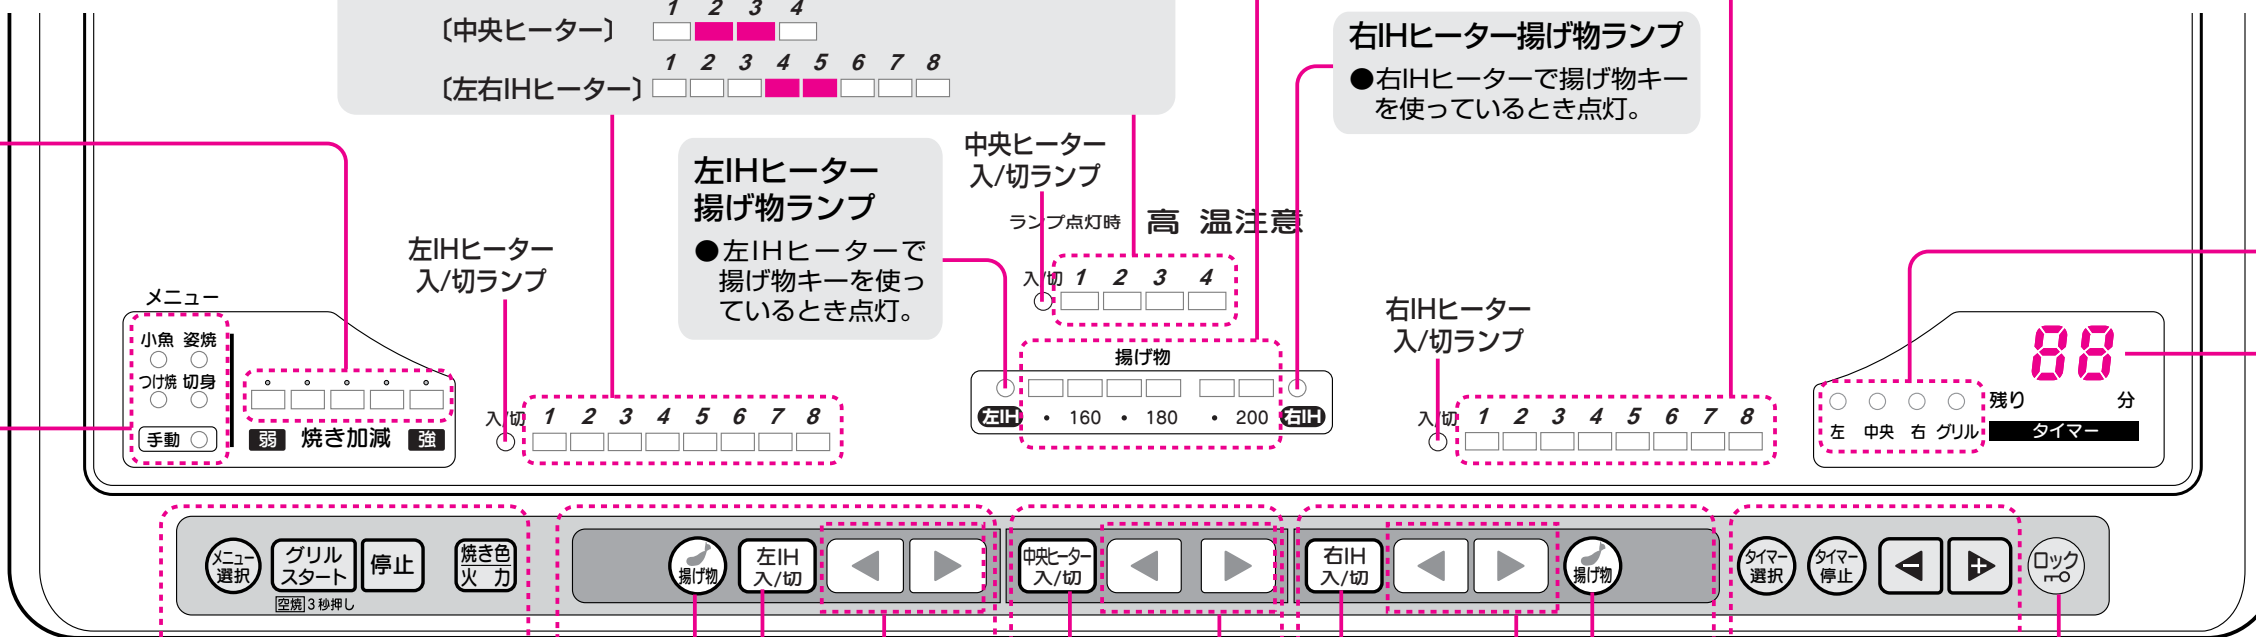 1 2 3 4
〔中央ヒーター〕
1 2 3 4 5 6 7 8
〔左右IHヒーター〕
右IHヒーター揚げ物ランプ
●右IHヒーターで揚げ物キー
を使っているとき点灯。
左IHヒーター
揚げ物ランプ
●左IHヒーターで
揚げ物キーを使っ
ているとき点灯。
中央ヒーター
入/切ランプ
ランプ点灯時 高温注意
入/切 1 2 3 4
左IHヒーター
入/切ランプ
右IHヒーター
入/切ランプ
メニュー
小魚 姿焼
つけ焼 切身
手動
弱 焼き加減 強
入/切 1 2 3 4 5 6 7 8
揚げ物
左IH ・ 160 ・ 180 ・ 200 右IH
入/切 1 2 3 4 5 6 7 8
88
残り 分
左 中央 右 グリル タイマー
メニュー
選択
グリル
スタート
空焼3秒押し
停止
焼き色
火 力
揚げ物
左IH
入/切
◀ ▶
中央ヒーター
入/切
◀ ▶
右IH
入/切
◀ ▶
揚げ物
タイマー
選択
タイマー
停止
− +
ロック